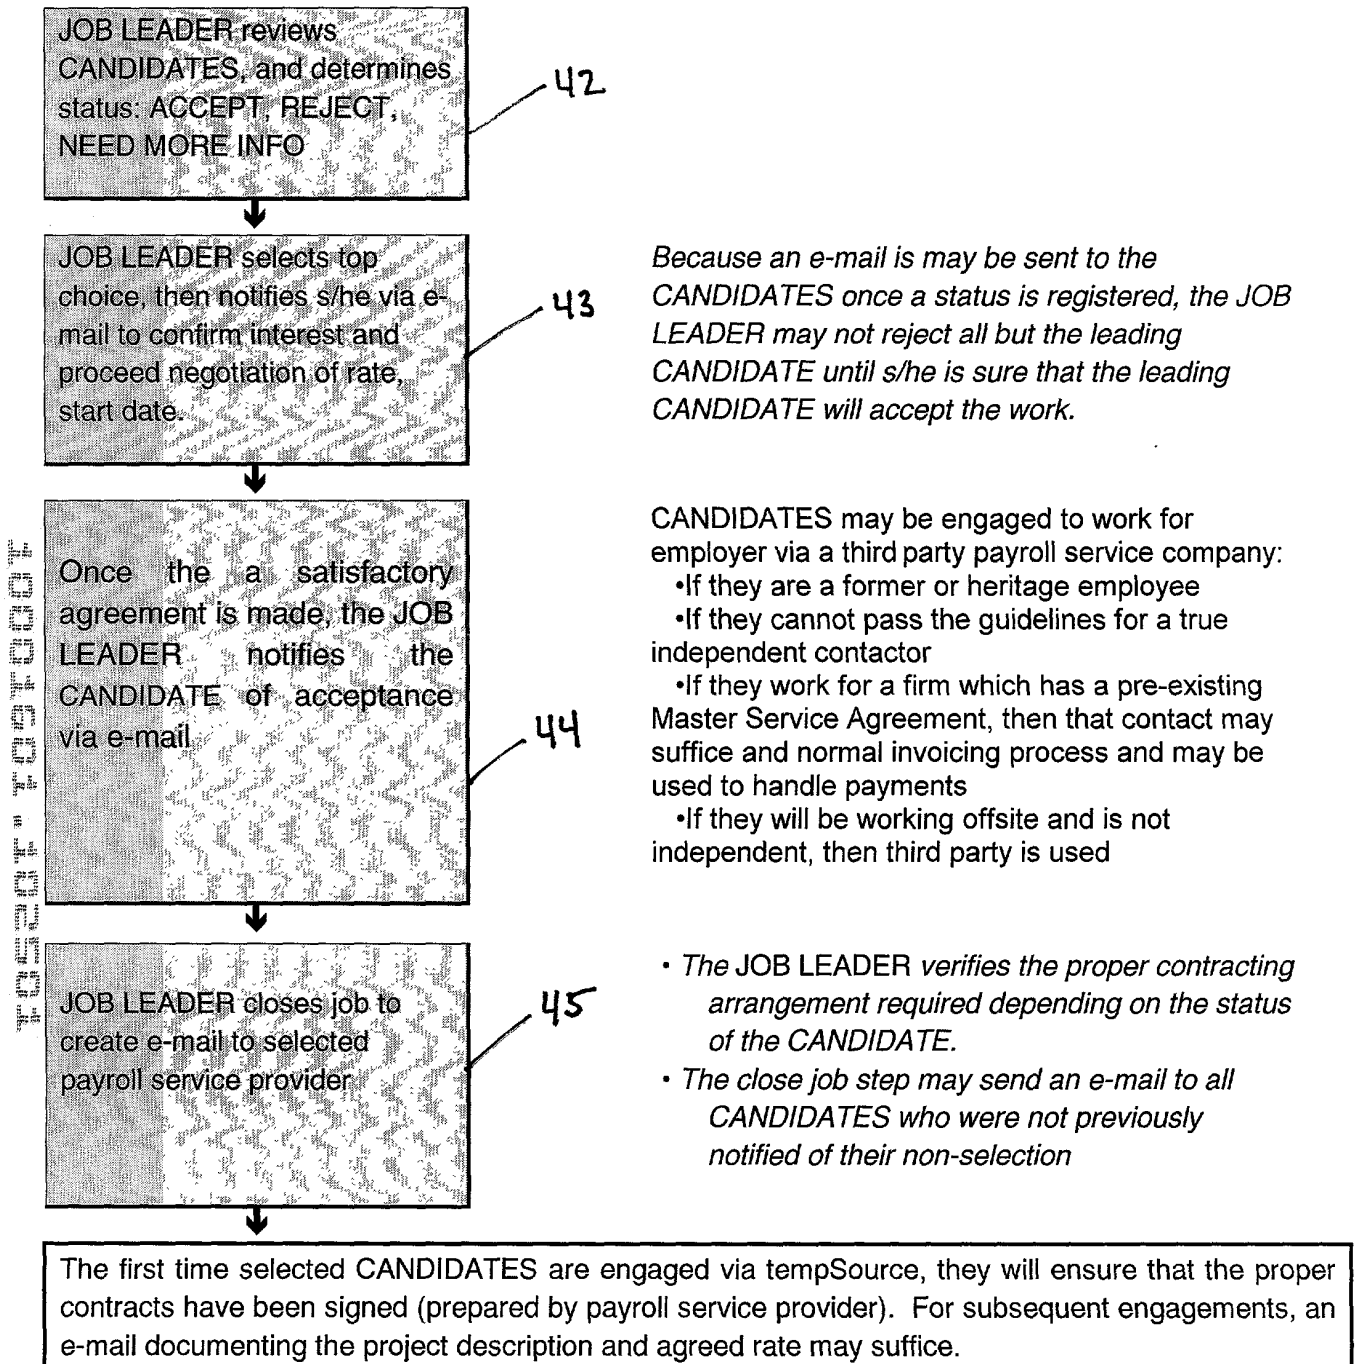 JOB LEADER reviews
CANDIDATES, and determines
status: ACCEPT, REJECT,
NEED MORE INFO
42
JOB LEADER selects top
choice, then notifies s/he via e-
mail to confirm interest and
proceed negotiation of rate,
start date.
43
Because an e-mail is may be sent to the
CANDIDATES once a status is registered, the JOB
LEADER may not reject all but the leading
CANDIDATE until s/he is sure that the leading
CANDIDATE will accept the work.
Once the a satisfactory
agreement is made, the JOB
LEADER notifies the
CANDIDATE of acceptance
via e-mail
44
CANDIDATES may be engaged to work for
employer via a third party payroll service company:
•If they are a former or heritage employee
•If they cannot pass the guidelines for a true
independent contactor
•If they work for a firm which has a pre-existing
Master Service Agreement, then that contact may
suffice and normal invoicing process and may be
used to handle payments
•If they will be working offsite and is not
independent, then third party is used
JOB LEADER closes job to
create e-mail to selected
payroll service provider
45
• The JOB LEADER verifies the proper contracting
arrangement required depending on the status
of the CANDIDATE.
• The close job step may send an e-mail to all
CANDIDATES who were not previously
notified of their non-selection
The first time selected CANDIDATES are engaged via tempSource, they will ensure that the proper
contracts have been signed (prepared by payroll service provider). For subsequent engagements, an
e-mail documenting the project description and agreed rate may suffice.